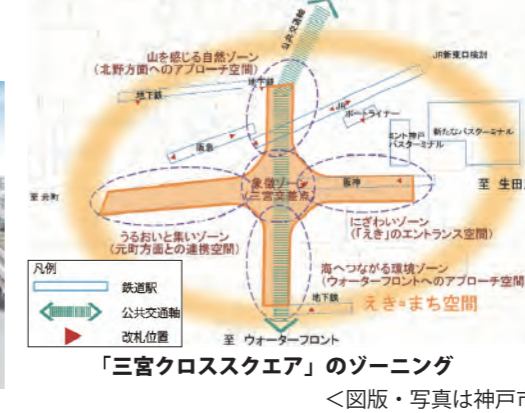 公共交通軸
山を感じる自然ゾーン
(北野方面へのアプローチ空間)
JR新東口検討
地下鉄
地下鉄
JR
ポートライナー
ミント神戸
バスターミナル
新たなバスターミナル
阪急
象徴ゾーン
三宮交差点
阪神
至 元町
至 生田
うるおいと集いゾーン
(元町方面との連携空間)
にぎわいゾーン
(「えき」のエントランス空間)
海へつながる環境ゾーン
(ウォーターフロントへのアプローチ空間
地下鉄
えき≈まち空間
至 ウォーターフロント
凡例
鉄道駅
公共交通軸
改札位置
「三宮クロススクエア」のゾーニング
<図版・写真は神戸市